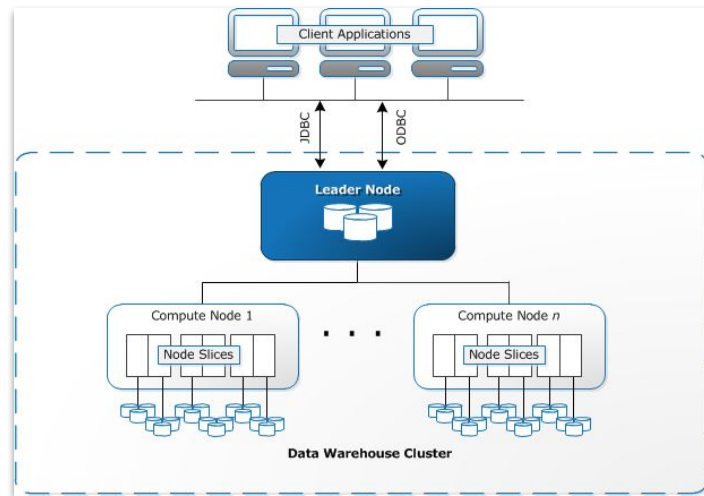 Client Applications
JDBC
ODBC
Leader Node
Compute Node 1
. . .
Compute Node n
Node Slices
Node Slices
Data Warehouse Cluster